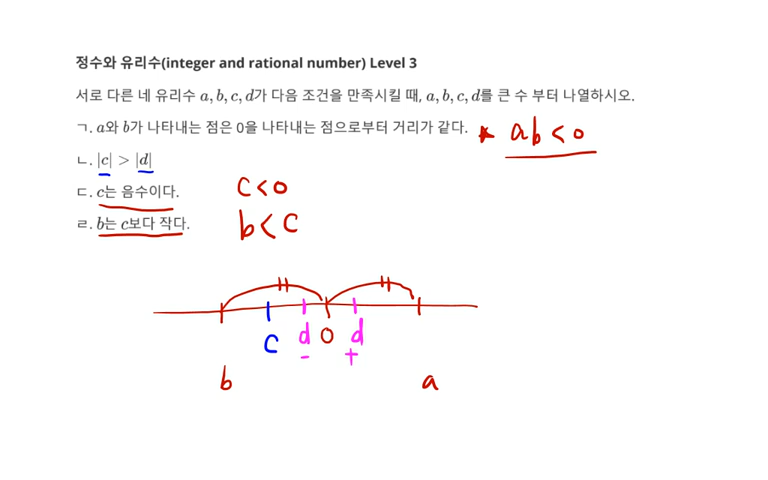 정수와 유리수(integer and rational number) Level 3
서로 다른 네 유리수 a, b, c, d가 다음 조건을 만족시킬 때, a, b, c, d를 큰 수 부터 나열하시오.
ㄱ. a와 b가 나타내는 점은 0을 나타내는 점으로부터 거리가 같다. ★ ab<0
ㄴ. |c| > |d|
ㄷ. c는 음수이다. c<0
ㄹ. b는 c보다 작다. b<c
c d 0 d
- +
b a